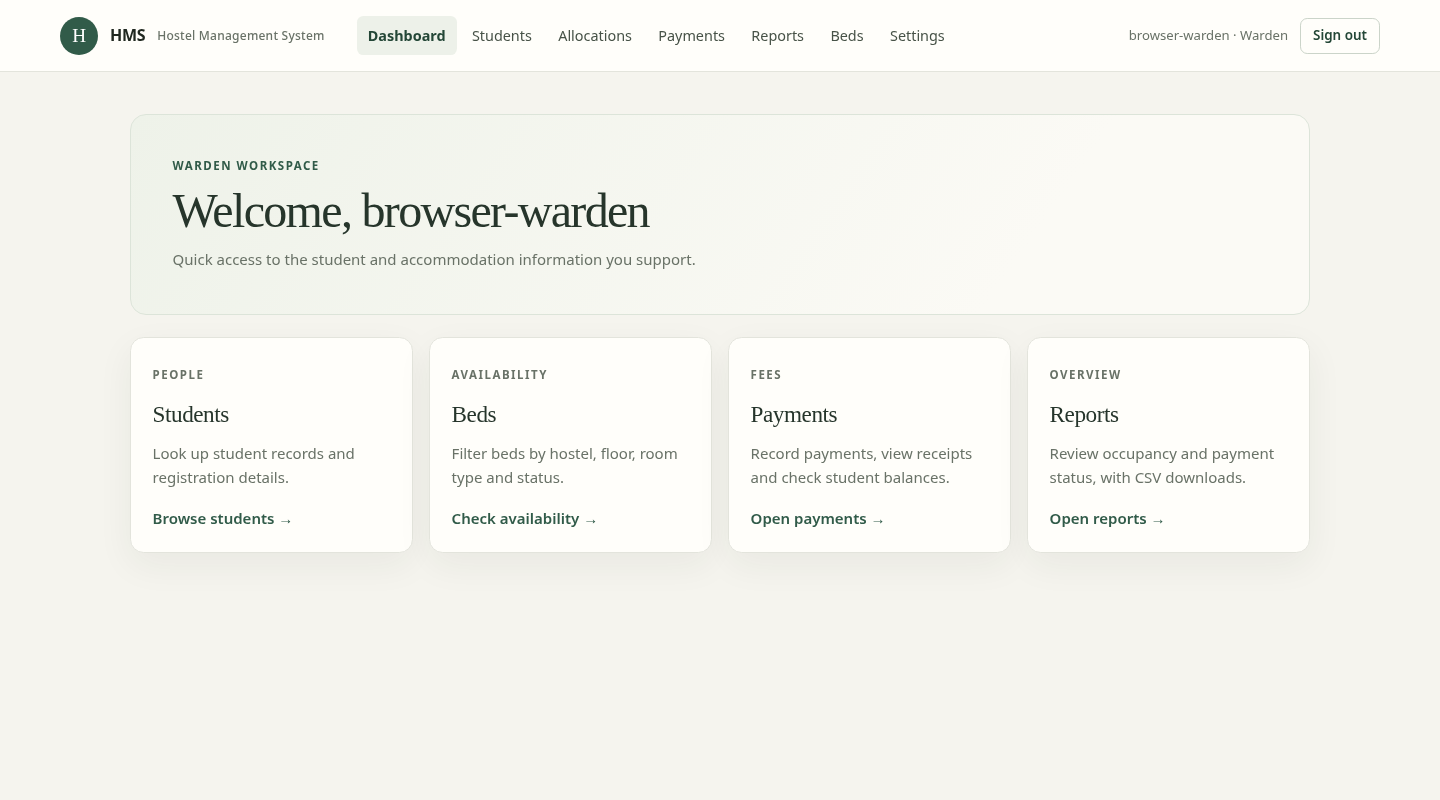 H HMS Hostel Management System Dashboard Students Allocations Payments Reports Beds Settings browser-warden · Warden Sign out
WARDEN WORKSPACE
Welcome, browser-warden
Quick access to the student and accommodation information you support.
PEOPLE
Students
Look up student records and
registration details.
Browse students →
AVAILABILITY
Beds
Filter beds by hostel, floor, room
type and status.
Check availability →
FEES
Payments
Record payments, view receipts
and check student balances.
Open payments →
OVERVIEW
Reports
Review occupancy and payment
status, with CSV downloads.
Open reports →